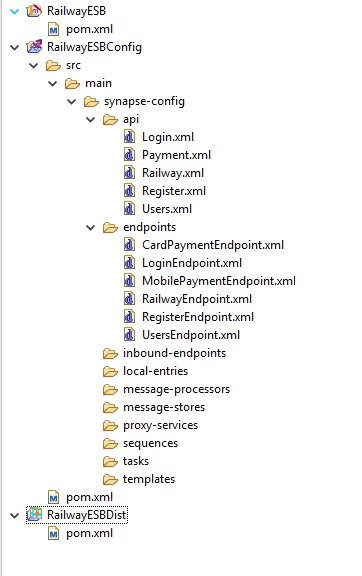 RailwayESB
pom.xml
RailwayESBConfig
src
main
synapse-config
api
Login.xml
Payment.xml
Railway.xml
Register.xml
Users.xml
endpoints
CardPaymentEndpoint.xml
LoginEndpoint.xml
MobilePaymentEndpoint.xml
RailwayEndpoint.xml
RegisterEndpoint.xml
UsersEndpoint.xml
inbound-endpoints
local-entries
message-processors
message-stores
proxy-services
sequences
tasks
templates
pom.xml
RailwayESBDist
pom.xml